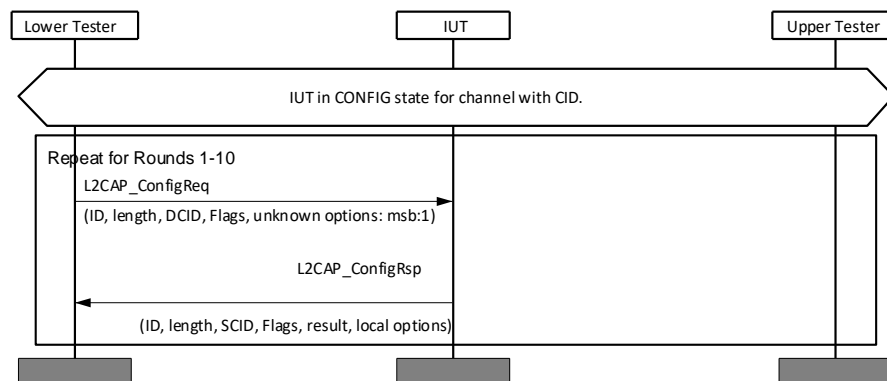 Lower Tester
IUT
Upper Tester
IUT in CONFIG state for channel with CID.
Repeat for Rounds 1-10
L2CAP_ConfigReq
(ID, length, DCID, Flags, unknown options: msb:1)
L2CAP_ConfigRsp
(ID, length, SCID, Flags, result, local options)